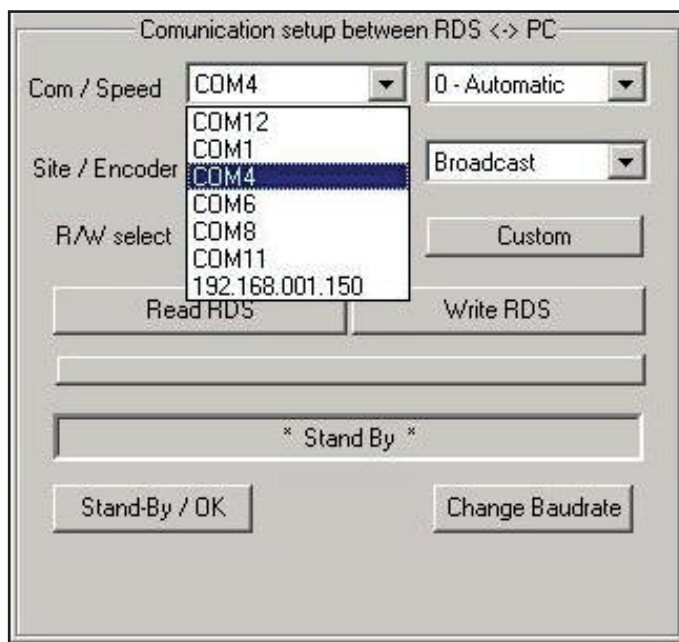 Comunication setup between RDS <-> PC
Com / Speed COM4 0 - Automatic
COM12
COM1
Site / Encoder COM4 Broadcast
COM6
R/W select COM8 Custom
COM11
192.168.001.150
Read RDS Write RDS
* Stand By *
Stand-By / OK Change Baudrate